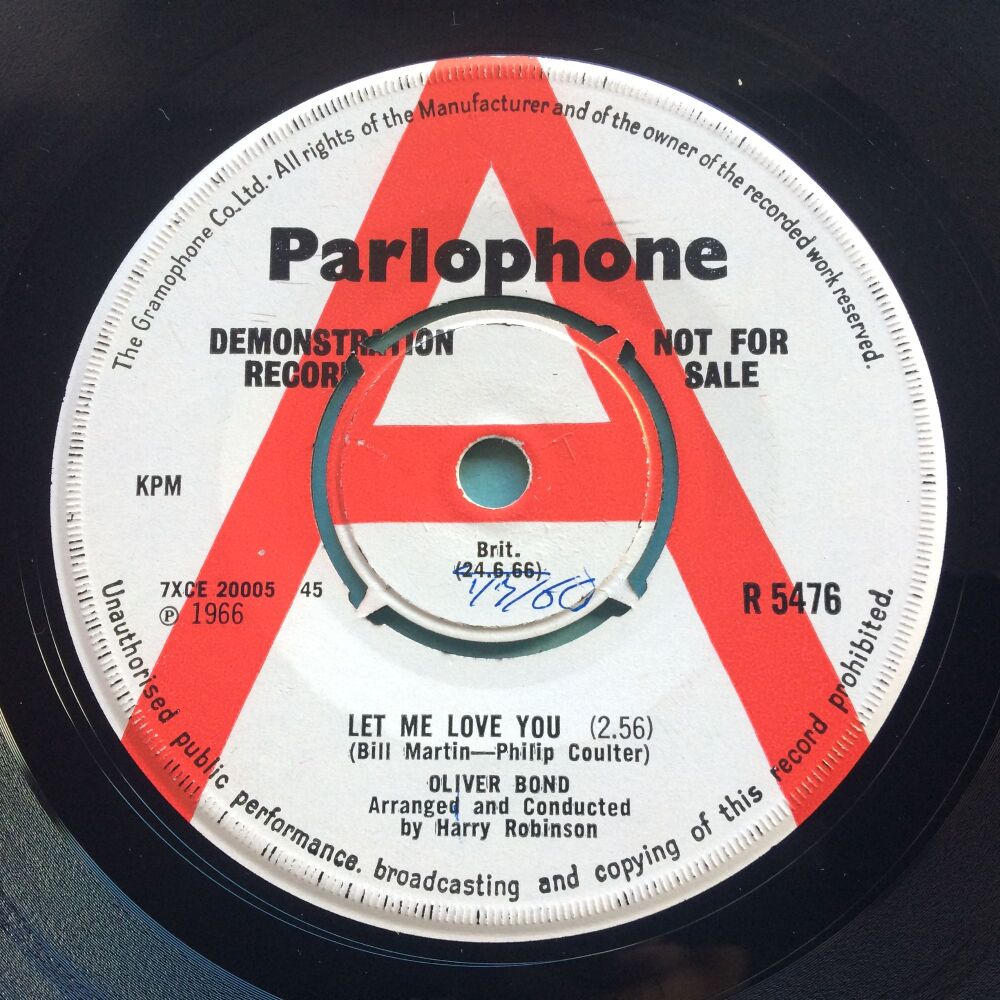 The Gramophone Co. Ltd. · All rights of the Manufacturer and of the owner of the recorded work reserved.
Parlophone
DEMONSTRATION
RECORD
NOT FOR
SALE
KPM
Brit.
(24.6.66)
7XCE 20005 45
Ⓟ 1966
R 5476
LET ME LOVE YOU (2.56)
(Bill Martin—Philip Coulter)
OLIVER BOND
Arranged and Conducted
by Harry Robinson
Unauthorised public performance. broadcasting and copying of this record prohibited.